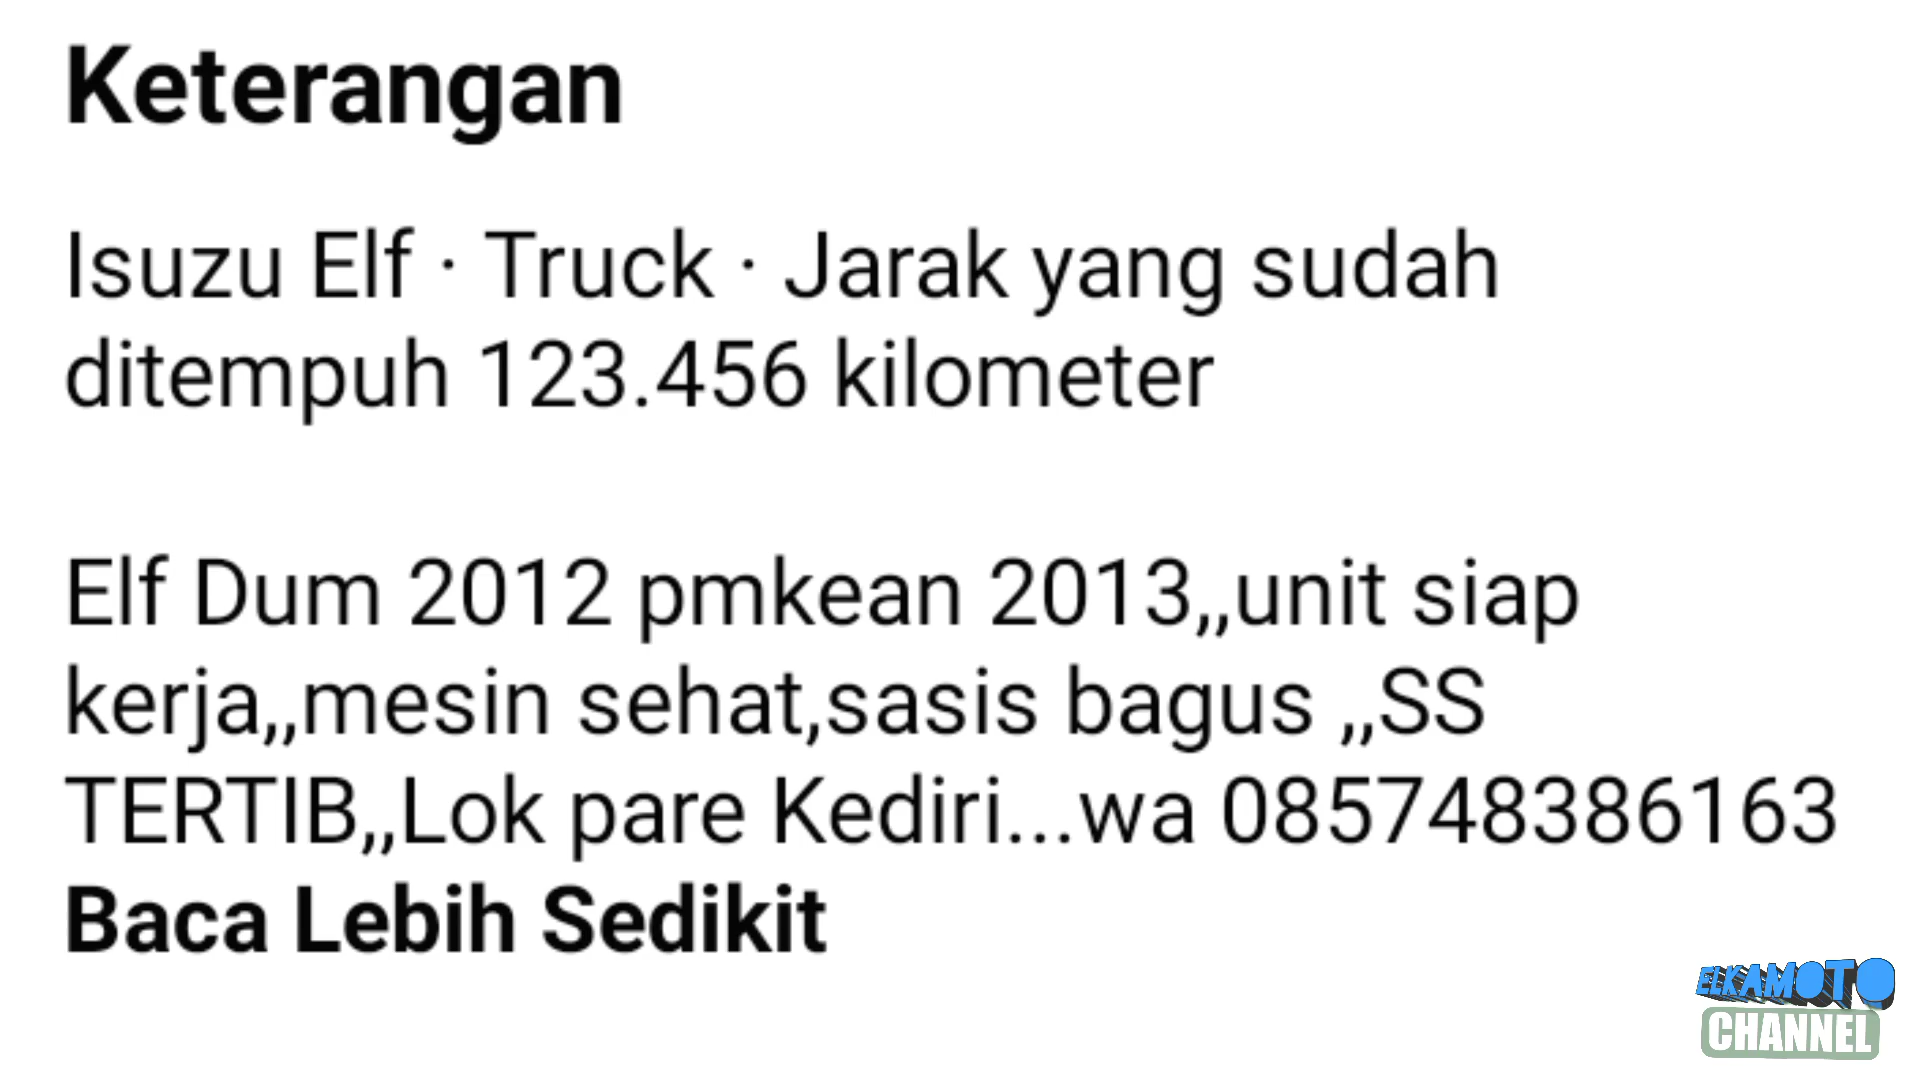 Keterangan
Isuzu Elf · Truck · Jarak yang sudah
ditempuh 123.456 kilometer
Elf Dum 2012 pmkean 2013,,unit siap
kerja,,mesin sehat,sasis bagus ,,SS
TERTIB,,Lok pare Kediri...wa 085748386163
Baca Lebih Sedikit
ELKAMOTO
CHANNEL